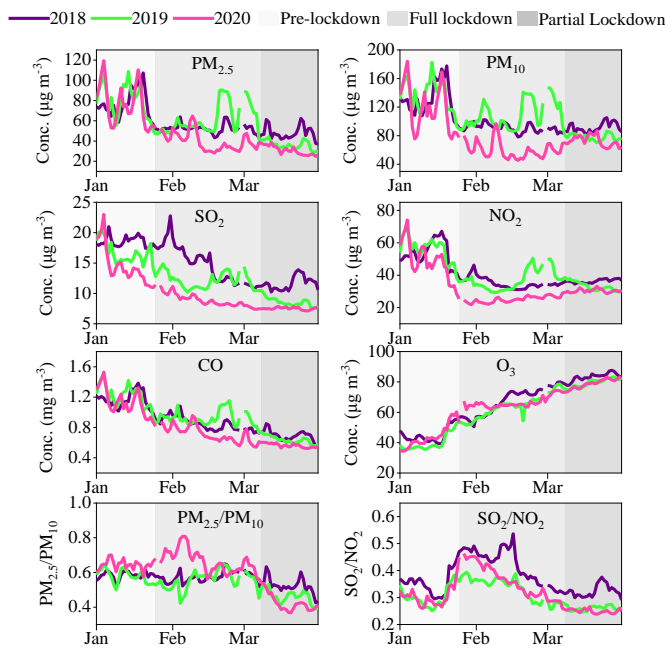 2018 2019 2020 Pre-lockdown Full lockdown Partial Lockdown
PM2.5
Conc. (μg m-3)
120
100
80
60
40
20
Jan Feb Mar
PM10
Conc. (μg m-3)
200
160
120
80
40
Jan Feb Mar
SO2
Conc. (μg m-3)
25
20
15
10
5
Jan Feb Mar
NO2
Conc. (μg m-3)
80
60
40
20
Jan Feb Mar
CO
Conc. (mg m-3)
1.6
1.2
0.8
0.4
Jan Feb Mar
O3
Conc. (μg m-3)
100
80
60
40
20
Jan Feb Mar
PM2.5/PM10
PM2.5/PM10
1.0
0.8
0.6
0.4
Jan Feb Mar
SO2/NO2
SO2/NO2
0.6
0.5
0.4
0.3
0.2
Jan Feb Mar